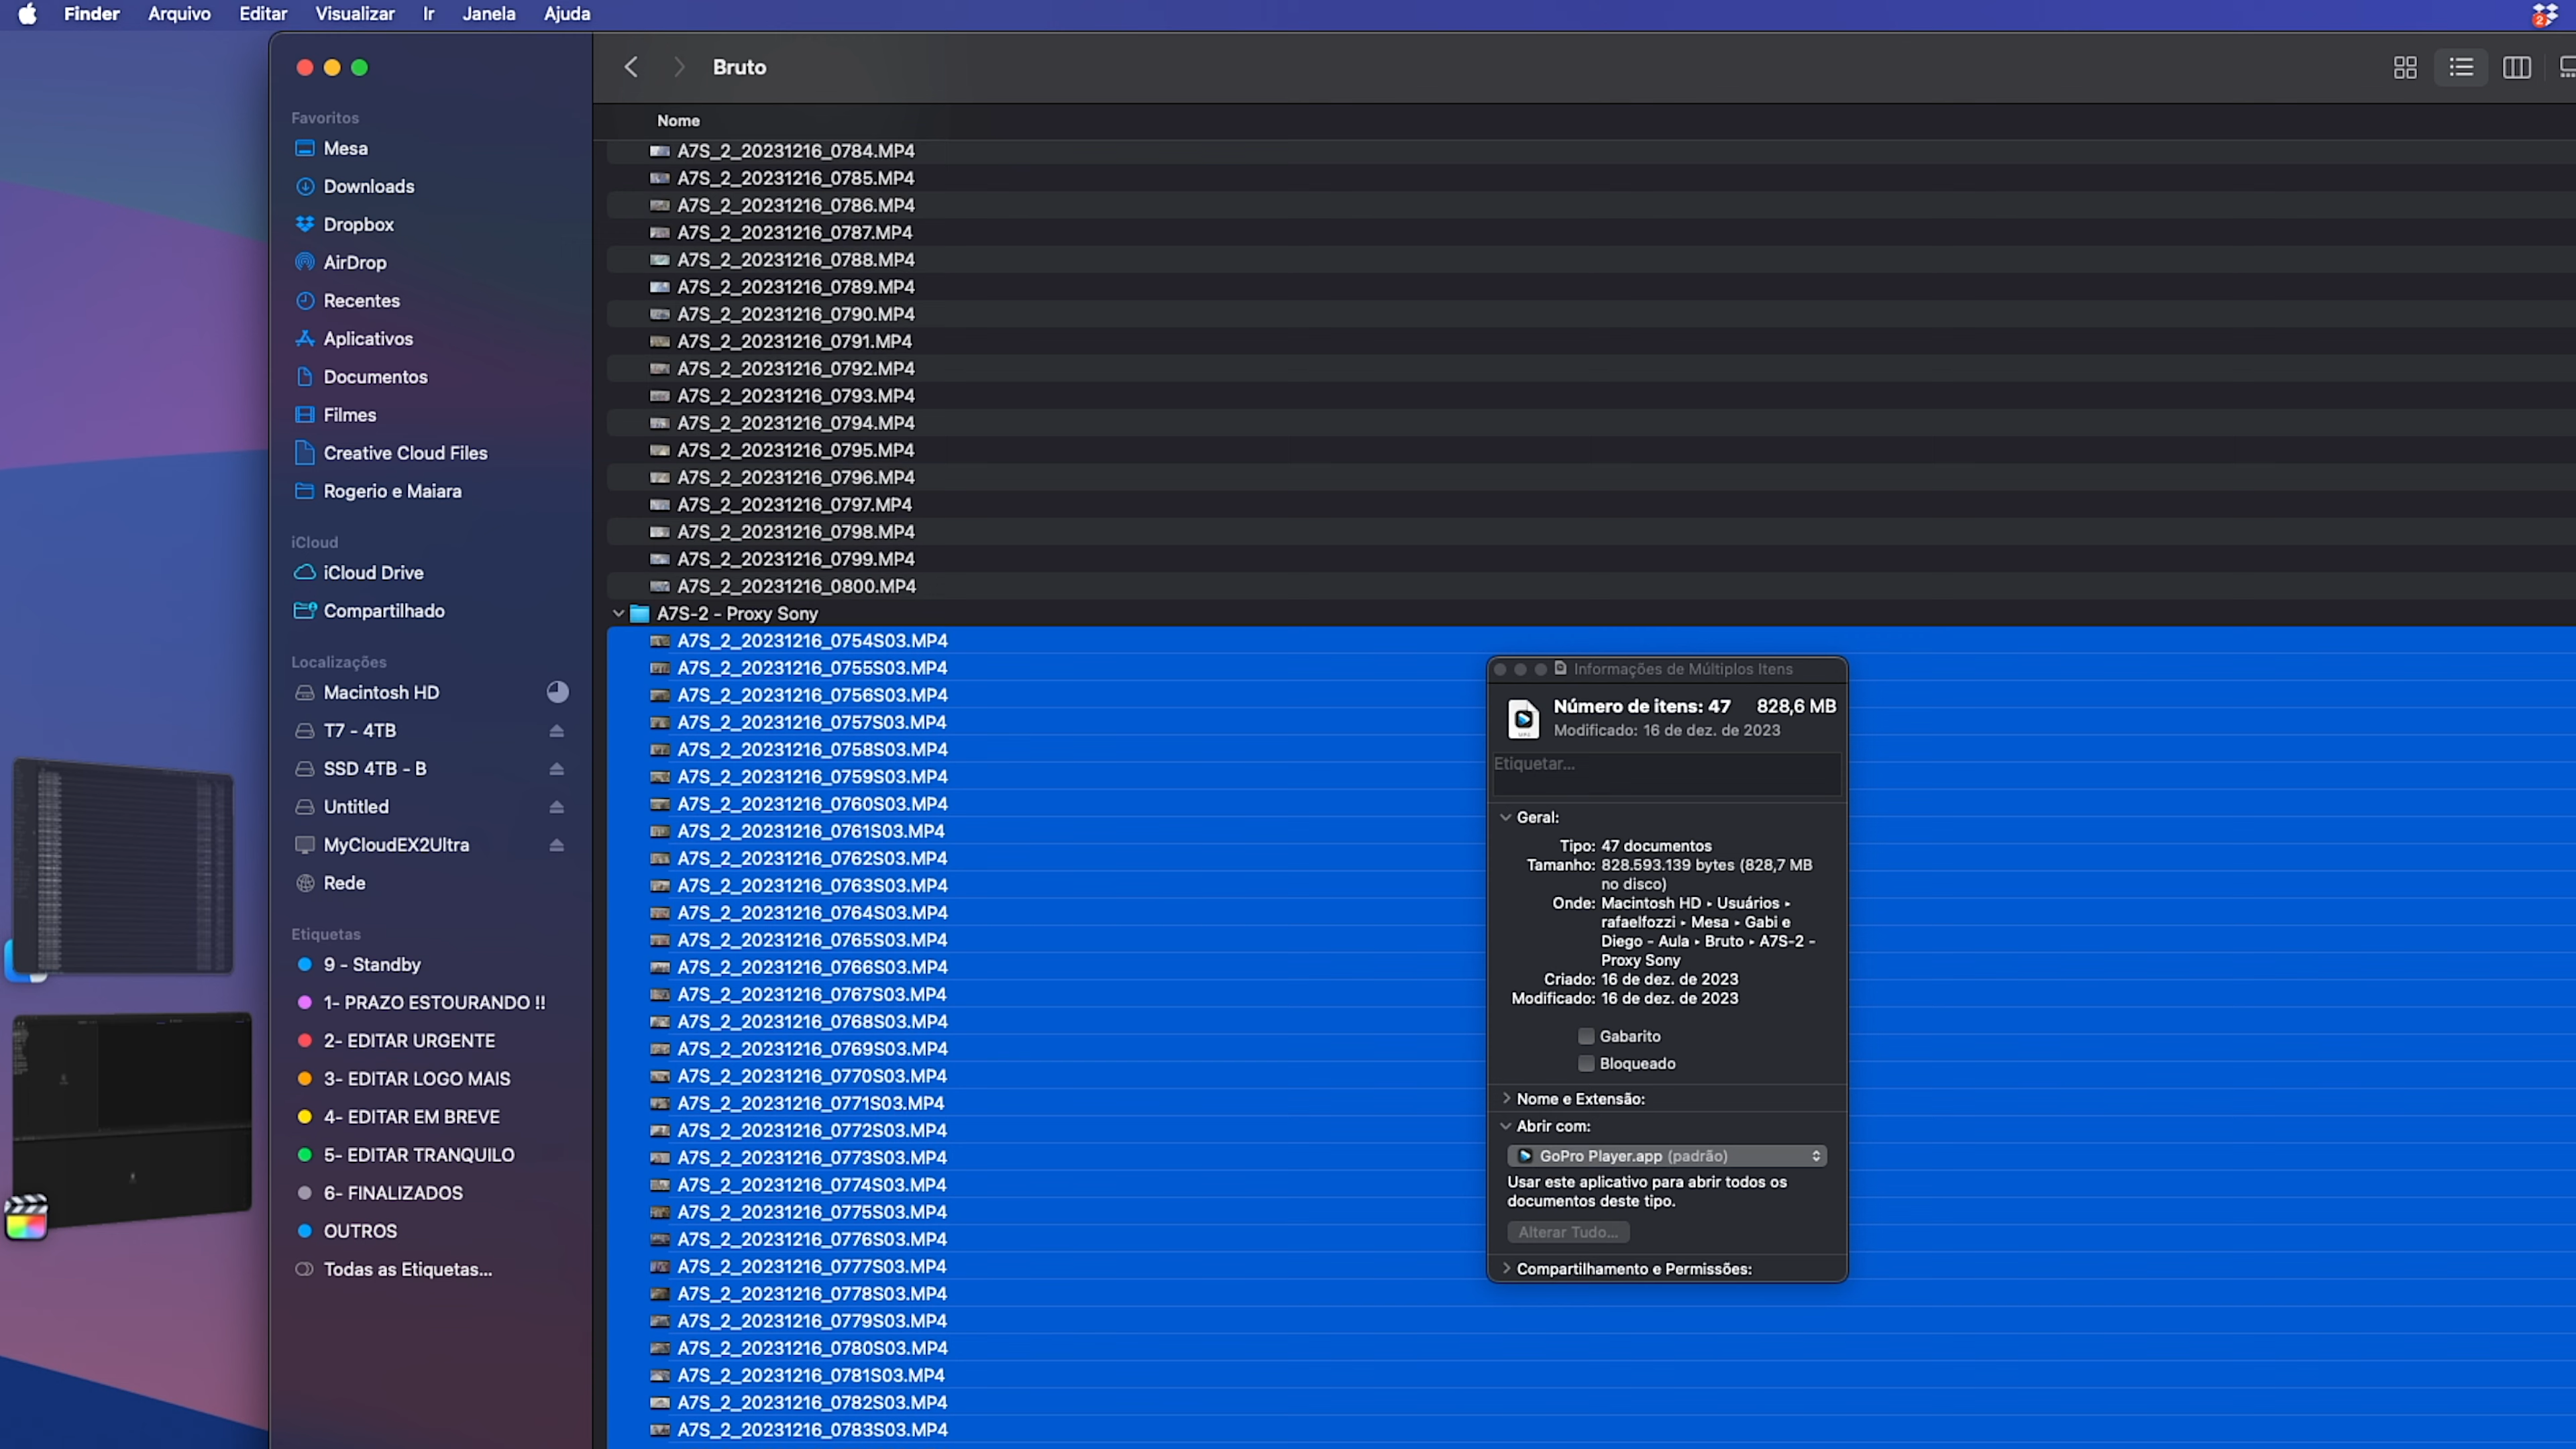 Finder Arquivo Editar Visualizar Ir Janela Ajuda
2
Bruto
Favoritos
Mesa
Downloads
Dropbox
AirDrop
Recentes
Aplicativos
Documentos
Filmes
Creative Cloud Files
Rogerio e Maiara
iCloud
iCloud Drive
Compartilhado
Localizações
Macintosh HD
T7 - 4TB
SSD 4TB - B
Untitled
MyCloudEX2Ultra
Rede
Etiquetas
9 - Standby
1- PRAZO ESTOURANDO !!
2- EDITAR URGENTE
3- EDITAR LOGO MAIS
4- EDITAR EM BREVE
5- EDITAR TRANQUILO
6- FINALIZADOS
OUTROS
Todas as Etiquetas...
Nome
A7S_2_20231216_0784.MP4
A7S_2_20231216_0785.MP4
A7S_2_20231216_0786.MP4
A7S_2_20231216_0787.MP4
A7S_2_20231216_0788.MP4
A7S_2_20231216_0789.MP4
A7S_2_20231216_0790.MP4
A7S_2_20231216_0791.MP4
A7S_2_20231216_0792.MP4
A7S_2_20231216_0793.MP4
A7S_2_20231216_0794.MP4
A7S_2_20231216_0795.MP4
A7S_2_20231216_0796.MP4
A7S_2_20231216_0797.MP4
A7S_2_20231216_0798.MP4
A7S_2_20231216_0799.MP4
A7S_2_20231216_0800.MP4
A7S-2 - Proxy Sony
A7S_2_20231216_0754S03.MP4
A7S_2_20231216_0755S03.MP4
A7S_2_20231216_0756S03.MP4
A7S_2_20231216_0757S03.MP4
A7S_2_20231216_0758S03.MP4
A7S_2_20231216_0759S03.MP4
A7S_2_20231216_0760S03.MP4
A7S_2_20231216_0761S03.MP4
A7S_2_20231216_0762S03.MP4
A7S_2_20231216_0763S03.MP4
A7S_2_20231216_0764S03.MP4
A7S_2_20231216_0765S03.MP4
A7S_2_20231216_0766S03.MP4
A7S_2_20231216_0767S03.MP4
A7S_2_20231216_0768S03.MP4
A7S_2_20231216_0769S03.MP4
A7S_2_20231216_0770S03.MP4
A7S_2_20231216_0771S03.MP4
A7S_2_20231216_0772S03.MP4
A7S_2_20231216_0773S03.MP4
A7S_2_20231216_0774S03.MP4
A7S_2_20231216_0775S03.MP4
A7S_2_20231216_0776S03.MP4
A7S_2_20231216_0777S03.MP4
A7S_2_20231216_0778S03.MP4
A7S_2_20231216_0779S03.MP4
A7S_2_20231216_0780S03.MP4
A7S_2_20231216_0781S03.MP4
A7S_2_20231216_0782S03.MP4
A7S_2_20231216_0783S03.MP4
Informações de Múltiplos Itens
Número de itens: 47 828,6 MB
Modificado: 16 de dez. de 2023
Etiquetar...
Geral:
Tipo: 47 documentos
Tamanho: 828.593.139 bytes (828,7 MB
no disco)
Onde: Macintosh HD ▸ Usuários ▸
rafaelfozzi ▸ Mesa ▸ Gabi e
Diego - Aula ▸ Bruto ▸ A7S-2 -
Proxy Sony
Criado: 16 de dez. de 2023
Modificado: 16 de dez. de 2023
Gabarito
Bloqueado
Nome e Extensão:
Abrir com:
GoPro Player.app (padrão)
Usar este aplicativo para abrir todos os
documentos deste tipo.
Alterar Tudo...
Compartilhamento e Permissões: